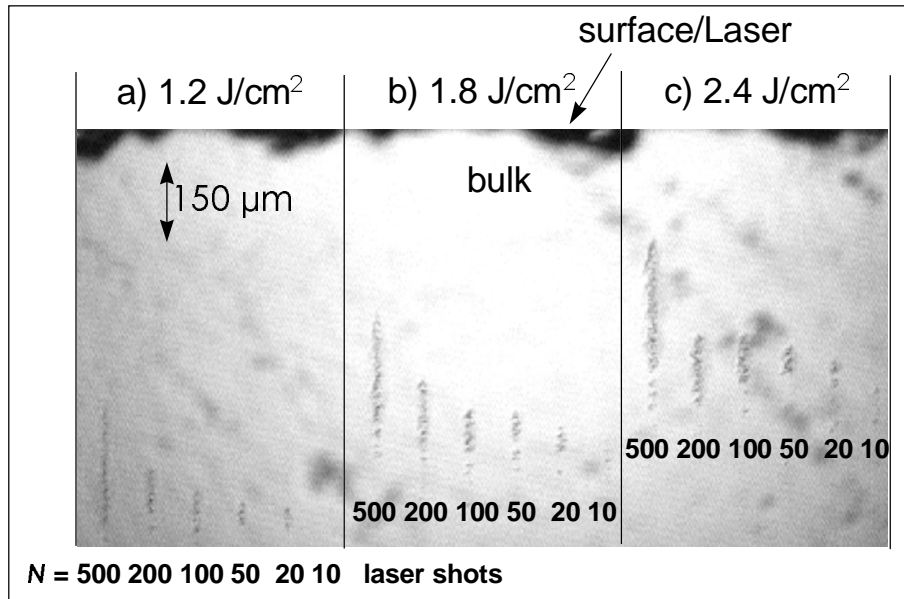 surface/Laser
a) 1.2 J/cm²
b) 1.8 J/cm²
c) 2.4 J/cm²
150 µm
bulk
500 200 100 50 20 10
500 200 100 50 20 10
N = 500 200 100 50 20 10 laser shots